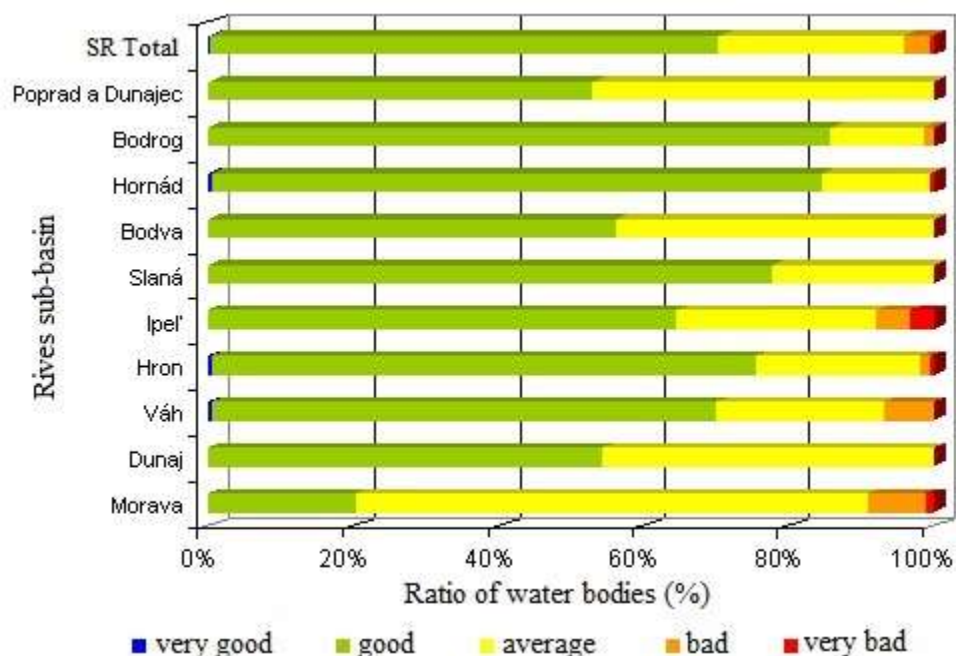 Rives sub-basin
SR Total
Poprad a Dunajec
Bodrog
Hornád
Bodva
Slaná
Ipeľ
Hron
Váh
Dunaj
Morava
0% 20% 40% 60% 80% 100%
Ratio of water bodies (%)
very good good average bad very bad